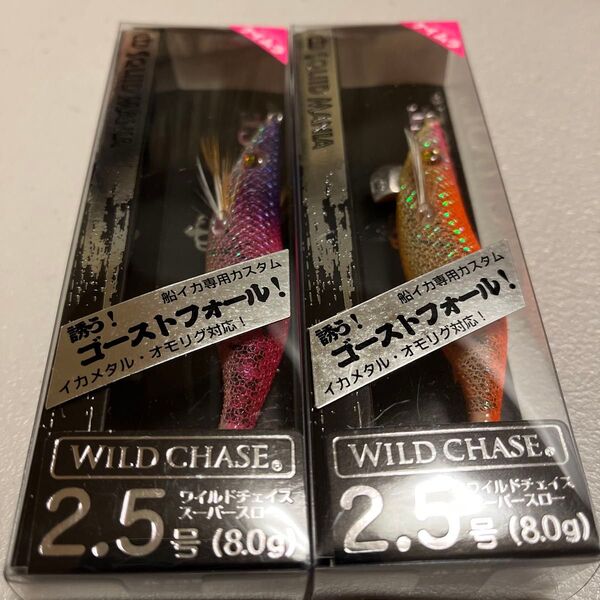 SQUID MANIA
船イカ専用カスタム
誘う!
ゴーストフォール!
イカメタル・オモリグ対応!
WILD CHASE®
2.5号
ワイルドチェイス
スーパースロー
(8.0g)
SQUID MANIA
船イカ専用カスタム
誘う!
ゴーストフォール!
イカメタル・オモリグ対応!
WILD CHASE®
2.5号
ワイルドチェイス
スーパースロー
(8.0g)